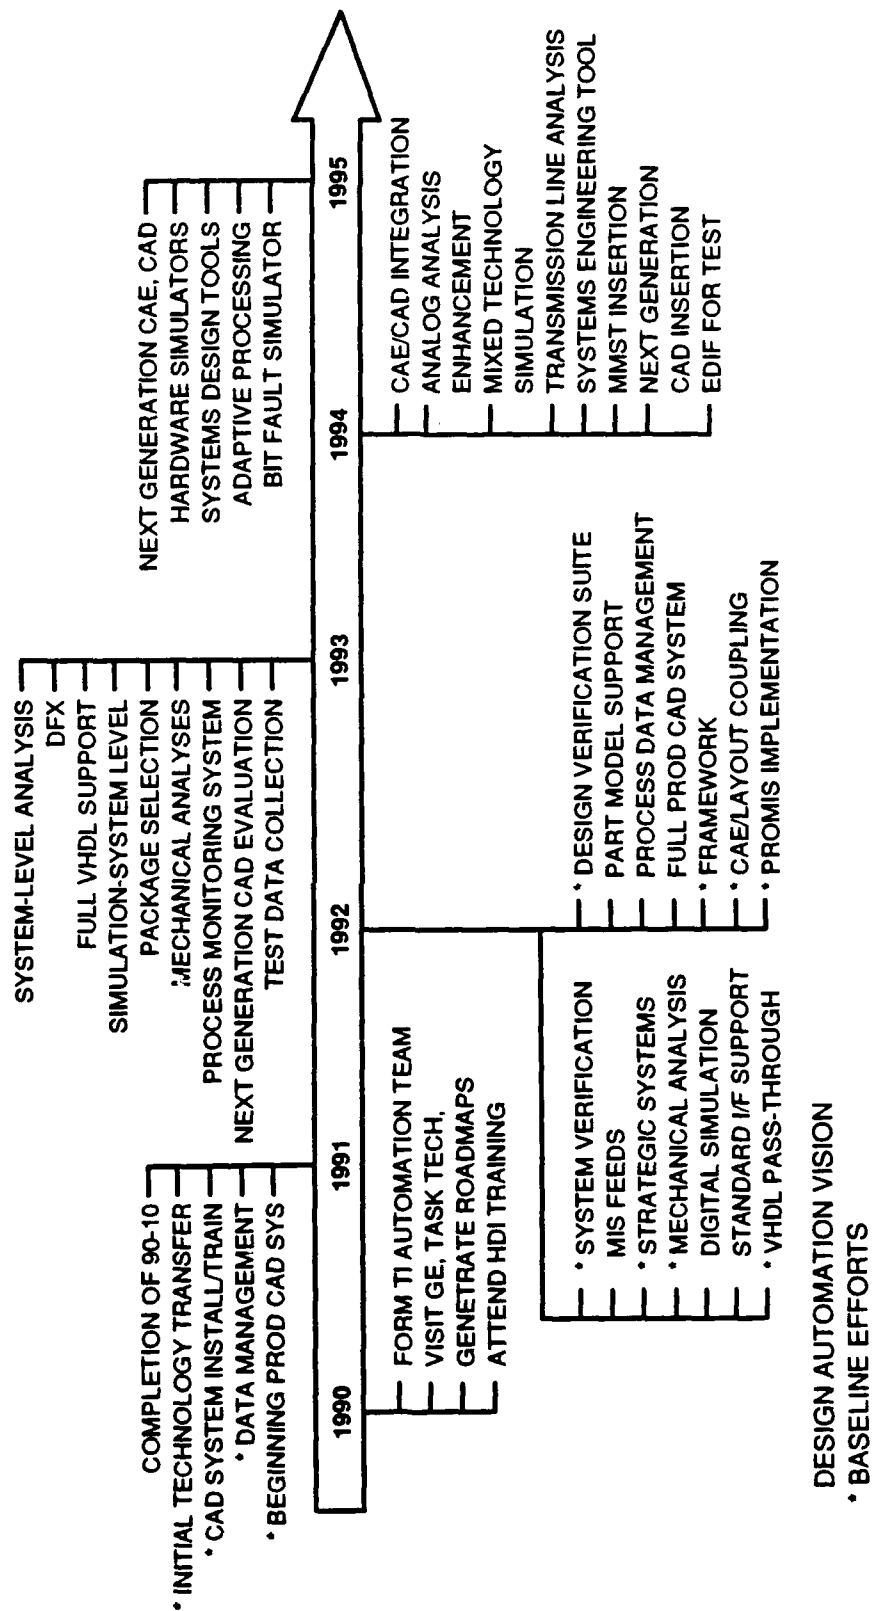 COMPLETION OF 90-10
* INITIAL TECHNOLOGY TRANSFER
* CAD SYSTEM INSTALL/TRAIN
* DATA MANAGEMENT
* BEGINNING PROD CAD SYS
SYSTEM-LEVEL ANALYSIS
DFX
FULL VHDL SUPPORT
SIMULATION-SYSTEM LEVEL
PACKAGE SELECTION
MECHANICAL ANALYSES
PROCESS MONITORING SYSTEM
NEXT GENERATION CAD EVALUATION
TEST DATA COLLECTION
NEXT GENERATION CAE, CAD
HARDWARE SIMULATORS
SYSTEMS DESIGN TOOLS
ADAPTIVE PROCESSING
BIT FAULT SIMULATOR
1990 1991 1992 1993 1994 1995
FORM TI AUTOMATION TEAM
VISIT GE, TASK TECH,
GENETRATE ROADMAPS
ATTEND HDI TRAINING
* SYSTEM VERIFICATION
MIS FEEDS
* STRATEGIC SYSTEMS
* MECHANICAL ANALYSIS
DIGITAL SIMULATION
STANDARD I/F SUPPORT
* VHDL PASS-THROUGH
* DESIGN VERIFICATION SUITE
PART MODEL SUPPORT
PROCESS DATA MANAGEMENT
FULL PROD CAD SYSTEM
* FRAMEWORK
* CAE/LAYOUT COUPLING
* PROMIS IMPLEMENTATION
CAE/CAD INTEGRATION
ANALOG ANALYSIS
ENHANCEMENT
MIXED TECHNOLOGY
SIMULATION
TRANSMISSION LINE ANALYSIS
SYSTEMS ENGINEERING TOOL
MMST INSERTION
NEXT GENERATION
CAD INSERTION
EDIF FOR TEST
DESIGN AUTOMATION VISION
* BASELINE EFFORTS